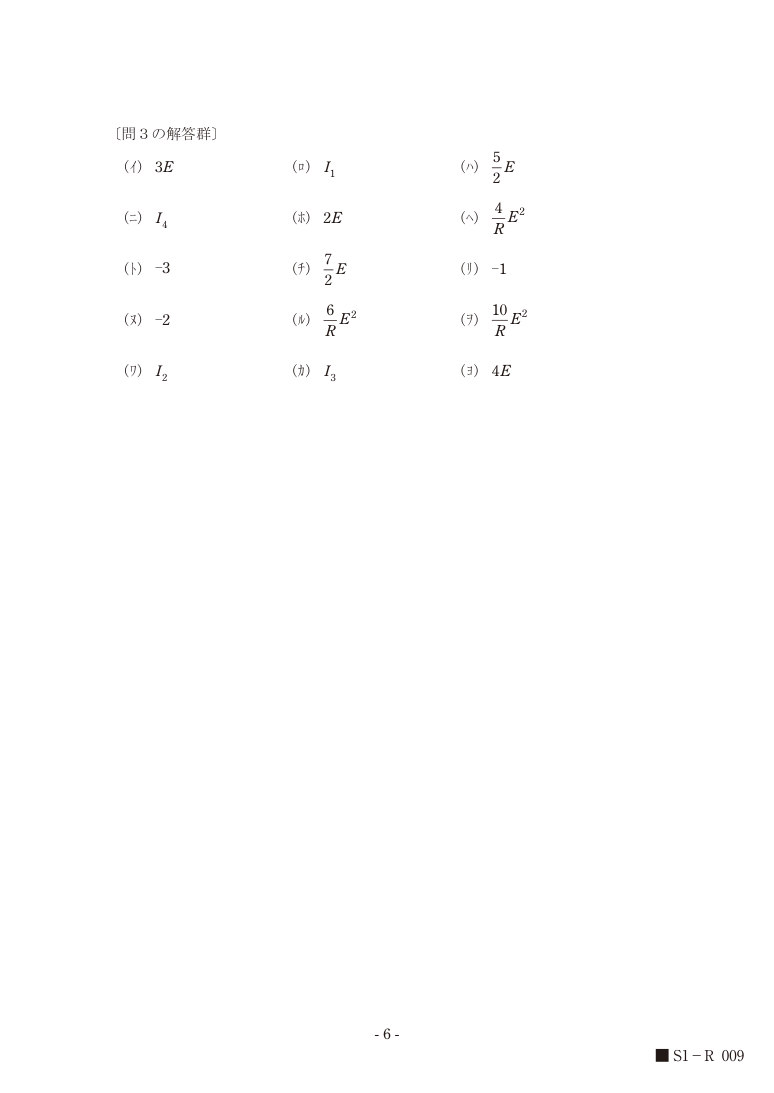 〔問３の解答群〕
(ｲ) 3E (ﾛ) I₁ (ﾊ) 5/2 E
(ﾆ) I₄ (ﾎ) 2E (ﾍ) 4/R E²
(ﾄ) -3 (ﾁ) 7/2 E (ﾘ) -1
(ﾇ) -2 (ﾙ) 6/R E² (ｦ) 10/R E²
(ﾜ) I₂ (ｶ) I₃ (ﾖ) 4E
- 6 -
■ S1－R 009